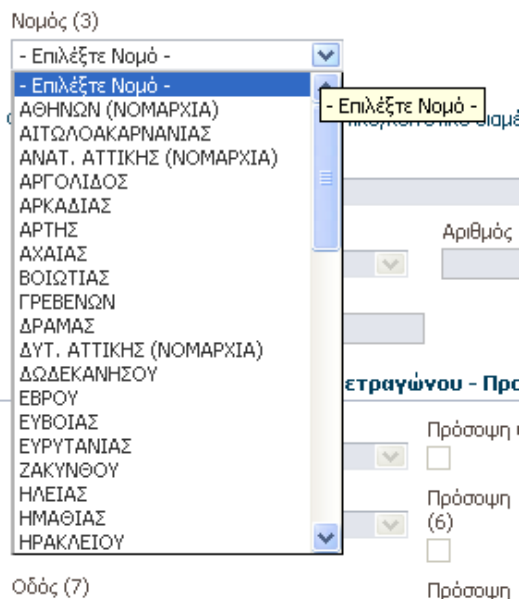 Νομός (3)
- Επιλέξτε Νομό -
- Επιλέξτε Νομό -
- Επιλέξτε Νομό -
ΑΘΗΝΩΝ (ΝΟΜΑΡΧΙΑ)
ΑΙΤΩΛΟΑΚΑΡΝΑΝΙΑΣ
ΑΝΑΤ. ΑΤΤΙΚΗΣ (ΝΟΜΑΡΧΙΑ)
ΑΡΓΟΛΙΔΟΣ
ΑΡΚΑΔΙΑΣ
ΑΡΤΗΣ
Αριθμός
ΑΧΑΙΑΣ
ΒΟΙΩΤΙΑΣ
ΓΡΕΒΕΝΩΝ
ΔΡΑΜΑΣ
ΔΥΤ. ΑΤΤΙΚΗΣ (ΝΟΜΑΡΧΙΑ)
ΔΩΔΕΚΑΝΗΣΟΥ
ετραγώνου - Προ
ΕΒΡΟΥ
ΕΥΒΟΙΑΣ
Πρόσοψη
ΕΥΡΥΤΑΝΙΑΣ
ΖΑΚΥΝΘΟΥ
ΗΛΕΙΑΣ
Πρόσοψη
(6)
ΗΜΑΘΙΑΣ
ΗΡΑΚΛΕΙΟΥ
Οδός (7)
Πρόσοψη